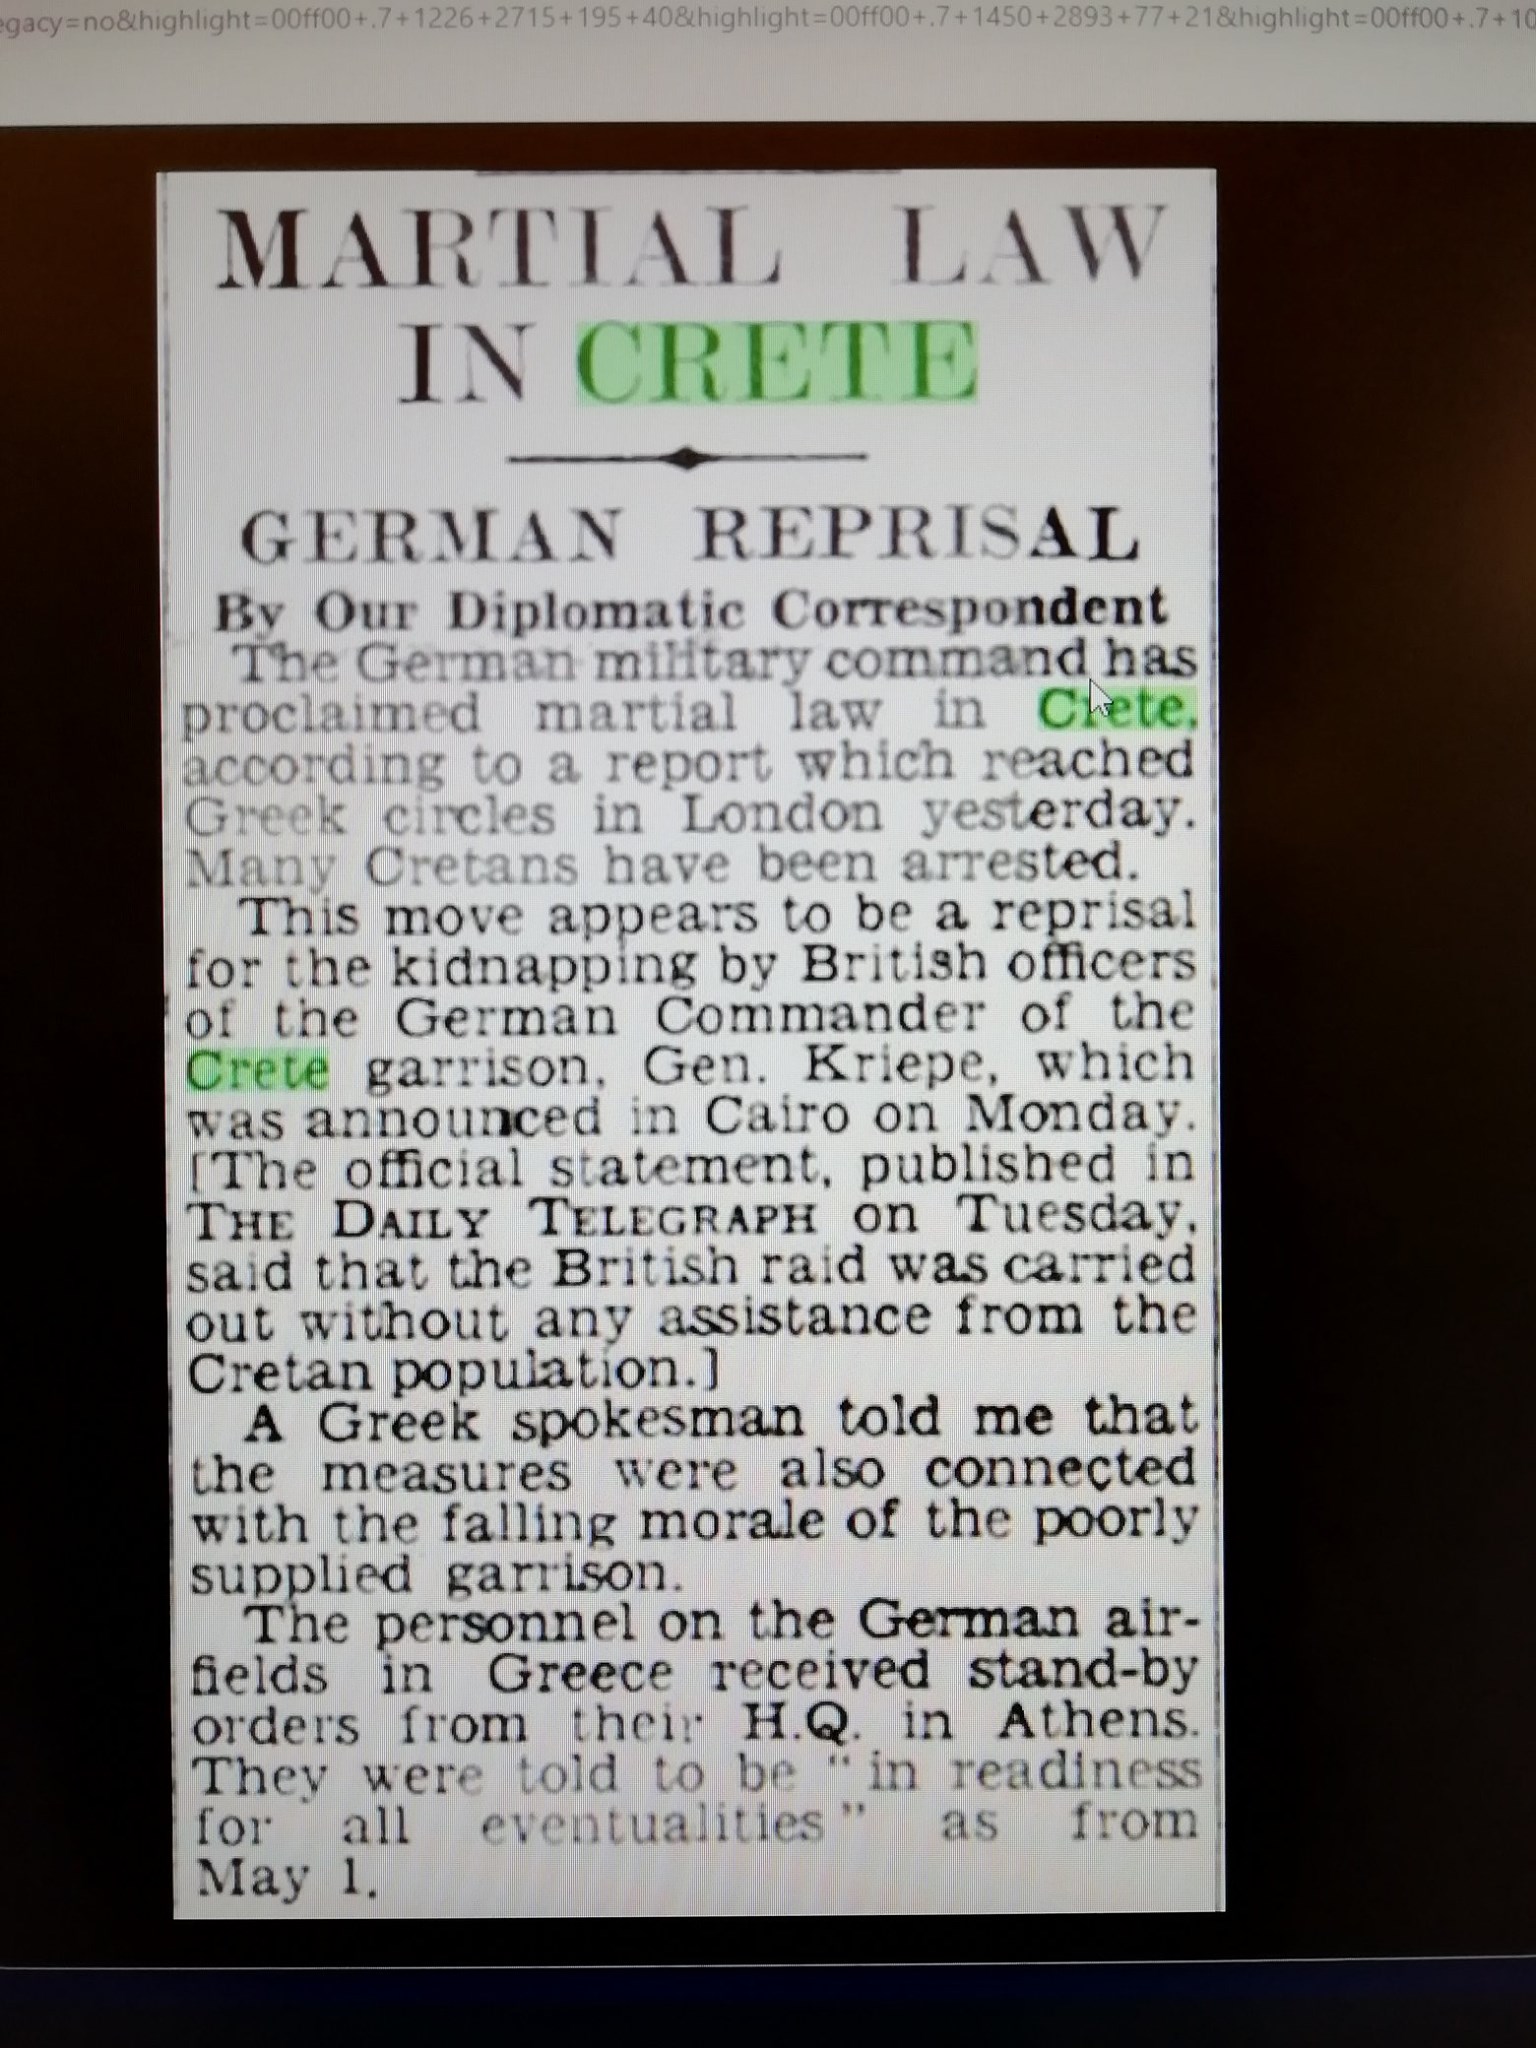 egacy=no&highlight=00ff00+.7+1226+2715+195+40&highlight=00ff00+.7+1450+2893+77+21&highlight=00ff00+.7+10
MARTIAL LAW
IN CRETE
GERMAN REPRISAL
By Our Diplomatic Correspondent
The German military command has
proclaimed martial law in Crete,
according to a report which reached
Greek circles in London yesterday.
Many Cretans have been arrested.
This move appears to be a reprisal
for the kidnapping by British officers
of the German Commander of the
Crete garrison, Gen. Kriepe, which
was announced in Cairo on Monday.
[The official statement, published in
THE DAILY TELEGRAPH on Tuesday,
said that the British raid was carried
out without any assistance from the
Cretan population.]
A Greek spokesman told me that
the measures were also connected
with the falling morale of the poorly
supplied garrison.
The personnel on the German air-
fields in Greece received stand-by
orders from their H.Q. in Athens.
They were told to be "in readiness
for all eventualities" as from
May 1.